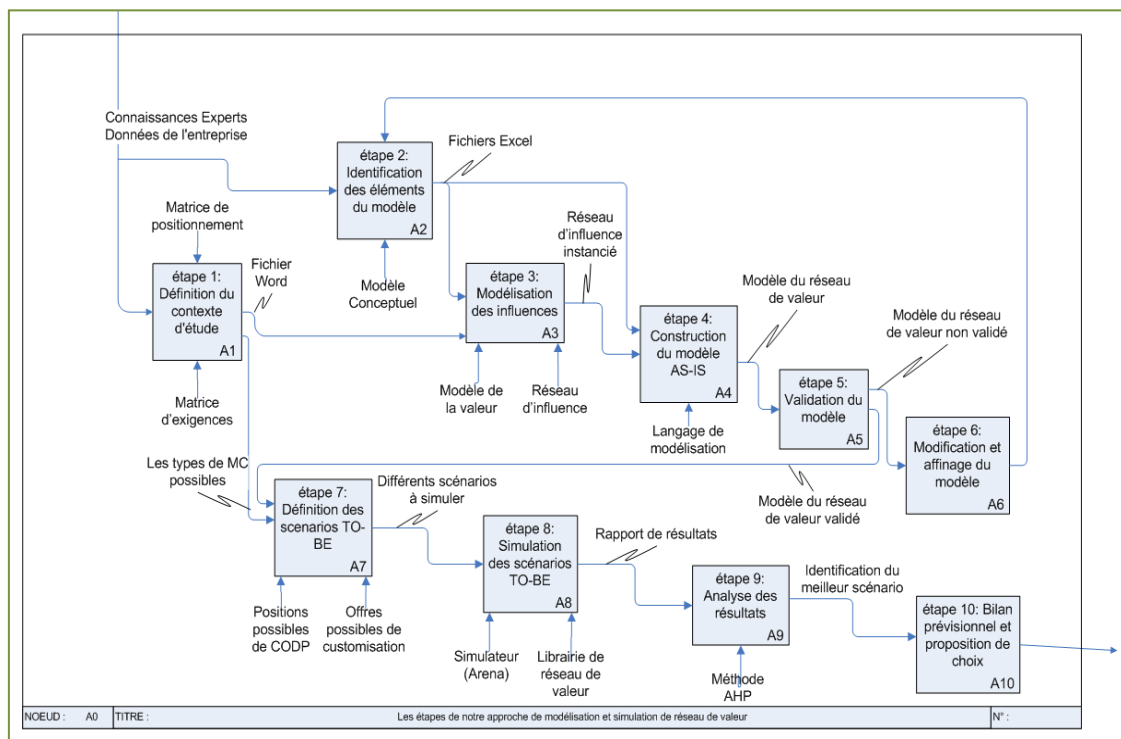 Connaissances Experts
Données de l'entreprise
étape 2:
Identification
des éléments
du modèle
A2
Fichiers Excel
Matrice de
positionnement
étape 1:
Définition du
contexte
d'étude
A1
Fichier
Word
Modèle
Conceptuel
étape 3:
Modélisation
des influences
A3
Réseau
d'influence
instancié
étape 4:
Construction
du modèle
AS-IS
A4
Modèle du réseau
de valeur
Modèle du réseau
de valeur non validé
Matrice
d'exigences
Modèle de
la valeur
Réseau
d'influence
Langage de
modélisation
étape 5:
Validation du
modèle
A5
étape 6:
Modification et
affinage du
modèle
A6
Les types de MC
possibles
étape 7:
Définition des
scenarios TO-
BE
A7
Différents scénarios
à simuler
Modèle du réseau
de valeur validé
étape 8:
Simulation
des scénarios
TO-BE
A8
Rapport de résultats
étape 9:
Analyse des
résultats
A9
Identification du
meilleur scénario
étape 10: Bilan
prévisionnel et
proposition de
choix
A10
Positions
possibles
de CODP
Offres
possibles de
customisation
Simulateur
(Arena)
Librairie de
réseau de
valeur
Méthode
AHP
NOEUD : A0 TITRE : Les étapes de notre approche de modélisation et simulation de réseau de valeur N° :